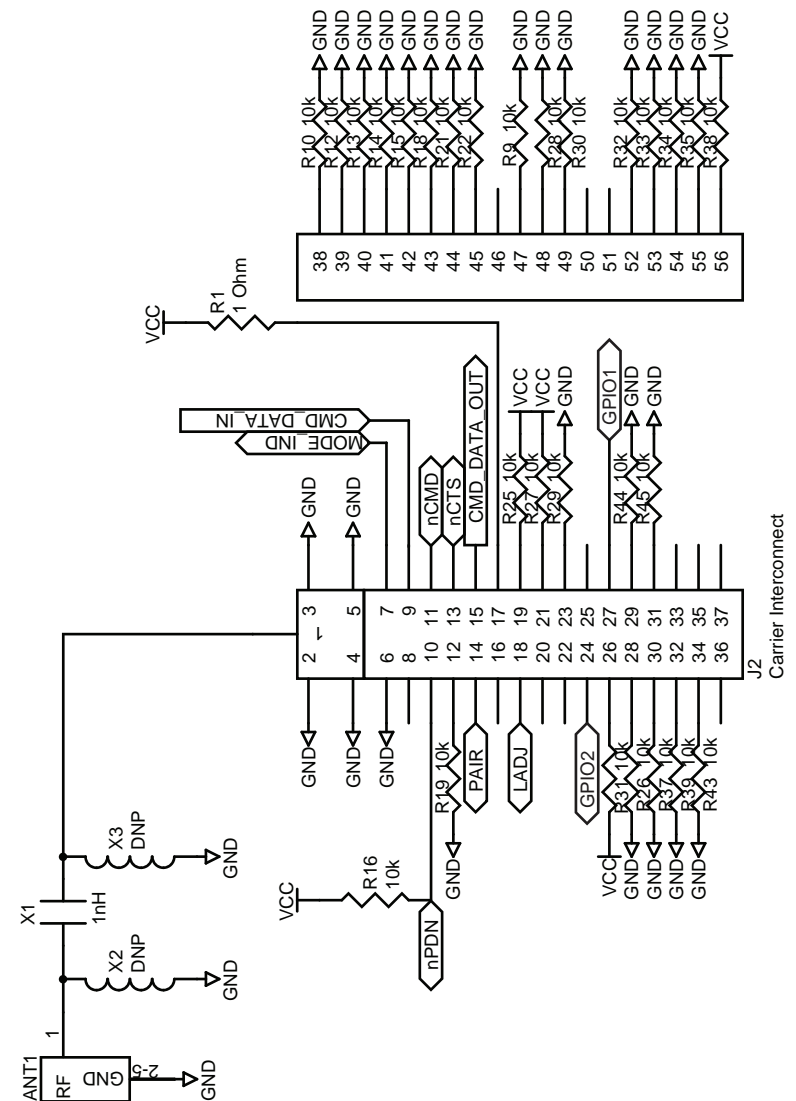 ANT1
RF
GND
1
2-5
GND
X2
DNP
GND
X1
1nH
X3
DNP
GND
VCC
R16
10k
nPDN
GND
GND
GND
R19 10k
GND
PAIR
LADJ
GPIO2
VCC
R31 10k
GND
R26 10k
GND
R37 10k
GND
R39 10k
GND
R43 10k
1
2 3
4 5
6 7
8 9
10 11
12 13
14 15
16 17
18 19
20 21
22 23
24 25
26 27
28 29
30 31
32 33
34 35
36 37
J2
Carrier Interconnect
GND
GND
MODE_IND
CMD_DATA_IN
nCMD
nCTS
CMD_DATA_OUT
VCC
R1
1 Ohm
R25 10k VCC
R27 10k VCC
R29 10k GND
GPIO1
R44 10k GND
R45 10k GND
38 R10 10k GND
39 R12 10k GND
40 R13 10k GND
41 R14 10k GND
42 R15 10k GND
43 R18 10k GND
44 R21 10k GND
45 R22 10k GND
46
47 R9 10k GND
48 R28 10k GND
49 R30 10k GND
50
51
52 R32 10k GND
53 R33 10k GND
54 R34 10k GND
55 R35 10k GND
56 R38 10k VCC